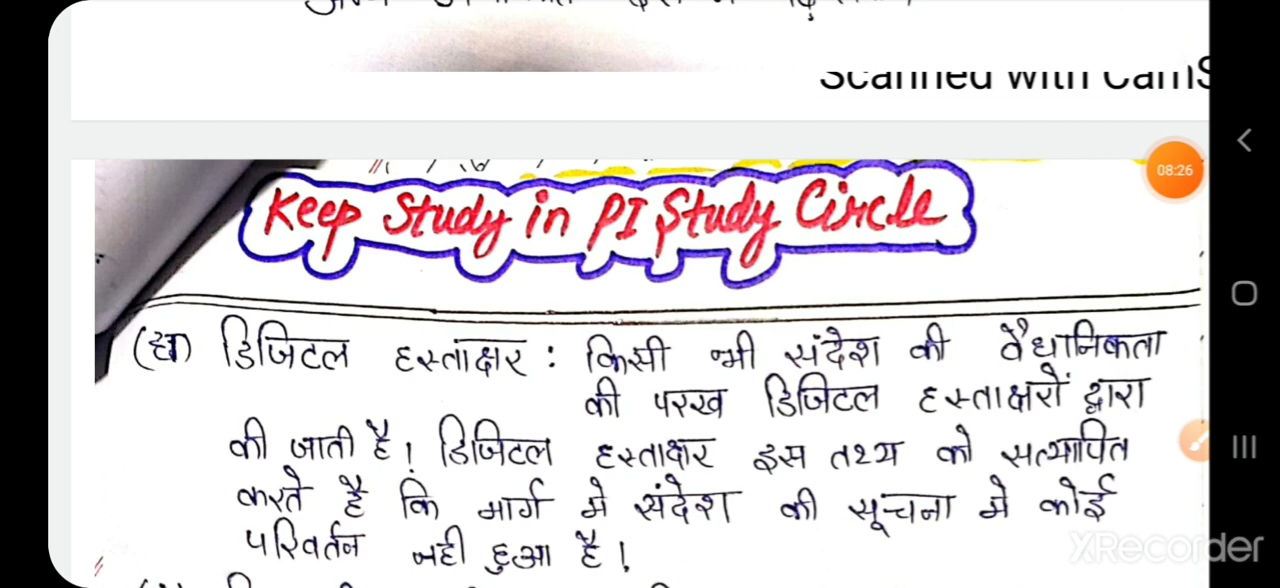 Scanned with CamS
08:26
Keep Study in PI Study Circle
डिजिटल हस्ताक्षर : किसी भी संदेश की वैधानिकता
की परख डिजिटल हस्ताक्षरों द्वारा
की जाती है। डिजिटल हस्ताक्षर इस तथ्य को सत्यापित
करते है कि मार्ग मे संदेश की सूचना मे कोई
परिवर्तन नही हुआ है।
XRecorder